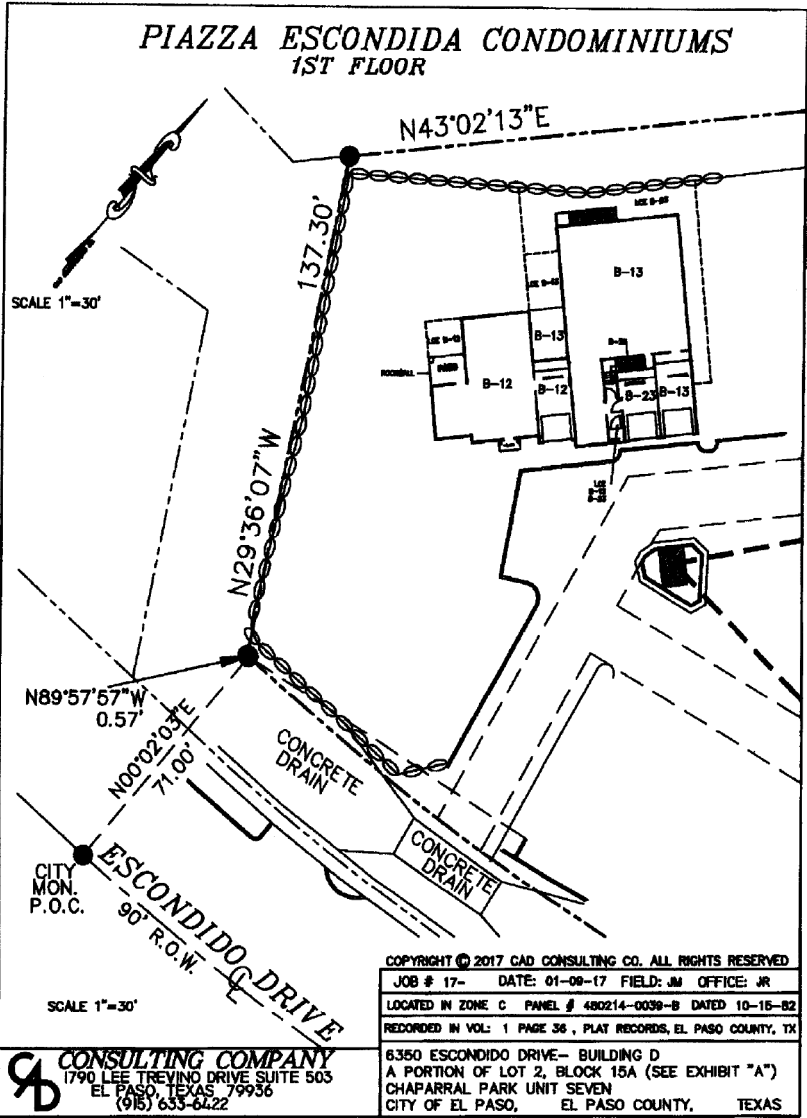 PIAZZA ESCONDIDA CONDOMINIUMS
1ST FLOOR
N43°02'13"E
137.30'
SCALE 1"=30'
B-13
B-13
B-12
B-12
B-23
B-13
N29°36'07"W
N89°57'57"W
0.57'
N00°02'03"E
71.00'
CONCRETE
DRAIN
CONCRETE
DRAIN
CITY
MON.
P.O.C.
ESCONDIDO DRIVE
90' R.O.W.
SCALE 1"=30'
COPYRIGHT © 2017 CAD CONSULTING CO. ALL RIGHTS RESERVED
JOB # 17- DATE: 01-09-17 FIELD: JM OFFICE: JR
LOCATED IN ZONE C PANEL # 480214-0039-B DATED 10-15-82
RECORDED IN VOL: 1 PAGE 36 , PLAT RECORDS, EL PASO COUNTY, TX
6350 ESCONDIDO DRIVE- BUILDING D
A PORTION OF LOT 2, BLOCK 15A (SEE EXHIBIT "A")
CHAPARRAL PARK UNIT SEVEN
CITY OF EL PASO, EL PASO COUNTY, TEXAS
CAD CONSULTING COMPANY
1790 LEE TREVINO DRIVE SUITE 503
EL PASO, TEXAS 79936
(915) 633-6422